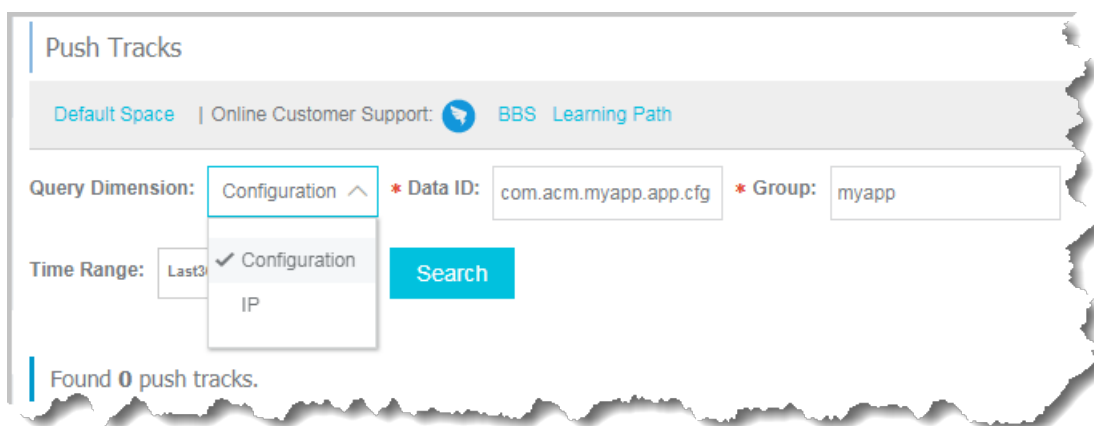 Push Tracks
Default Space | Online Customer Support: BBS Learning Path
Query Dimension: Configuration * Data ID: com.acm.myapp.app.cfg * Group: myapp
Configuration
Time Range: Last3 Search
IP
Found 0 push tracks.